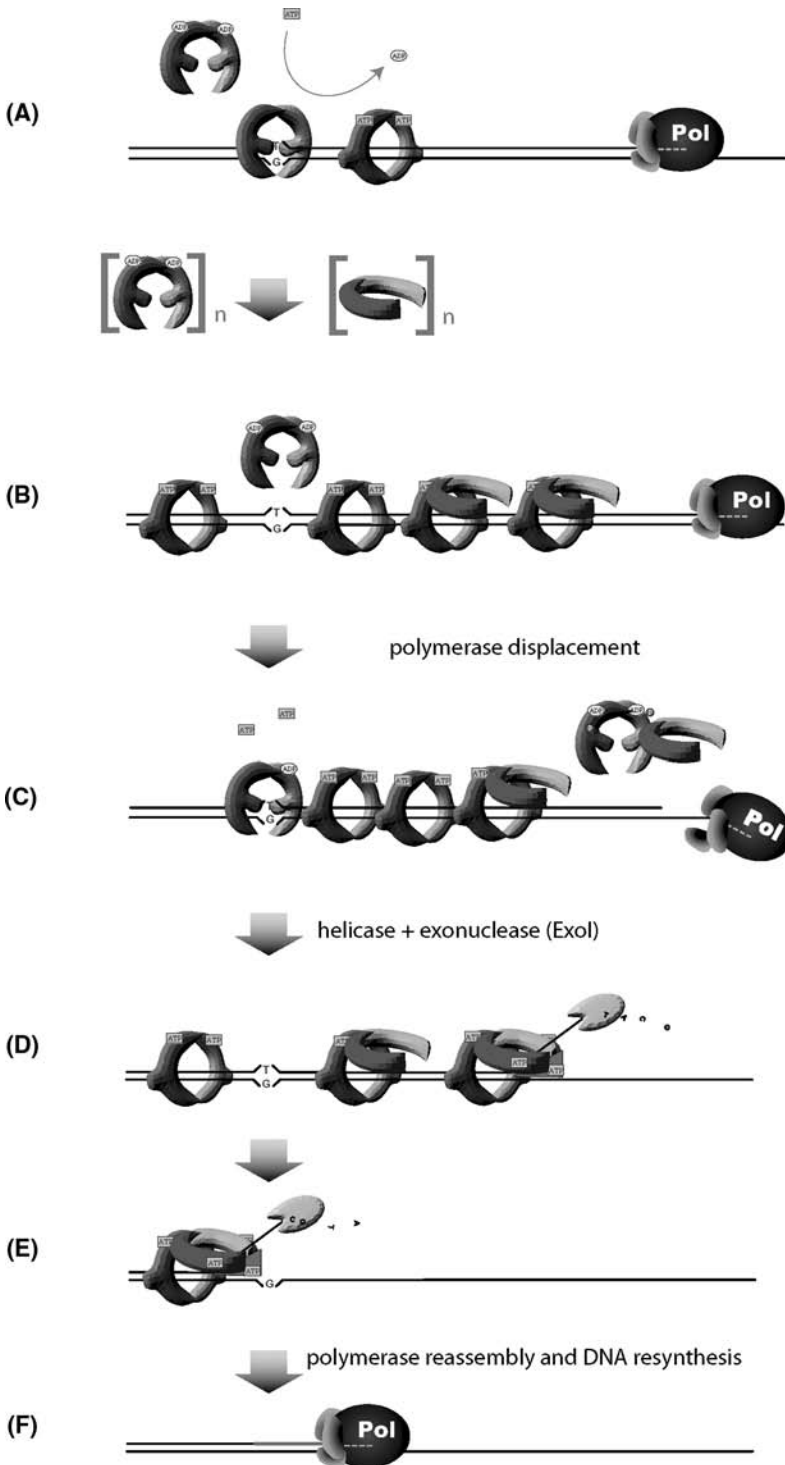 ADP ADP
ATP
ADP
(A)
T
G
ATP ATP
Pol
ADP ADP
n
n
(B)
ADP ADP
ATP ATP
T
G
ATP ATP
Pol
polymerase displacement
ATP
ATP
ADP ADP P
(C)
ADP
G
ATP ATP
ATP ATP
ATP
Pol
helicase + exonuclease (ExoI)
(D)
ATP ATP
T
G
ATP
ATP
ATP
ATP
(E)
ATP
ATP
ATP
G
C
T A
polymerase reassembly and DNA resynthesis
(F)
Pol